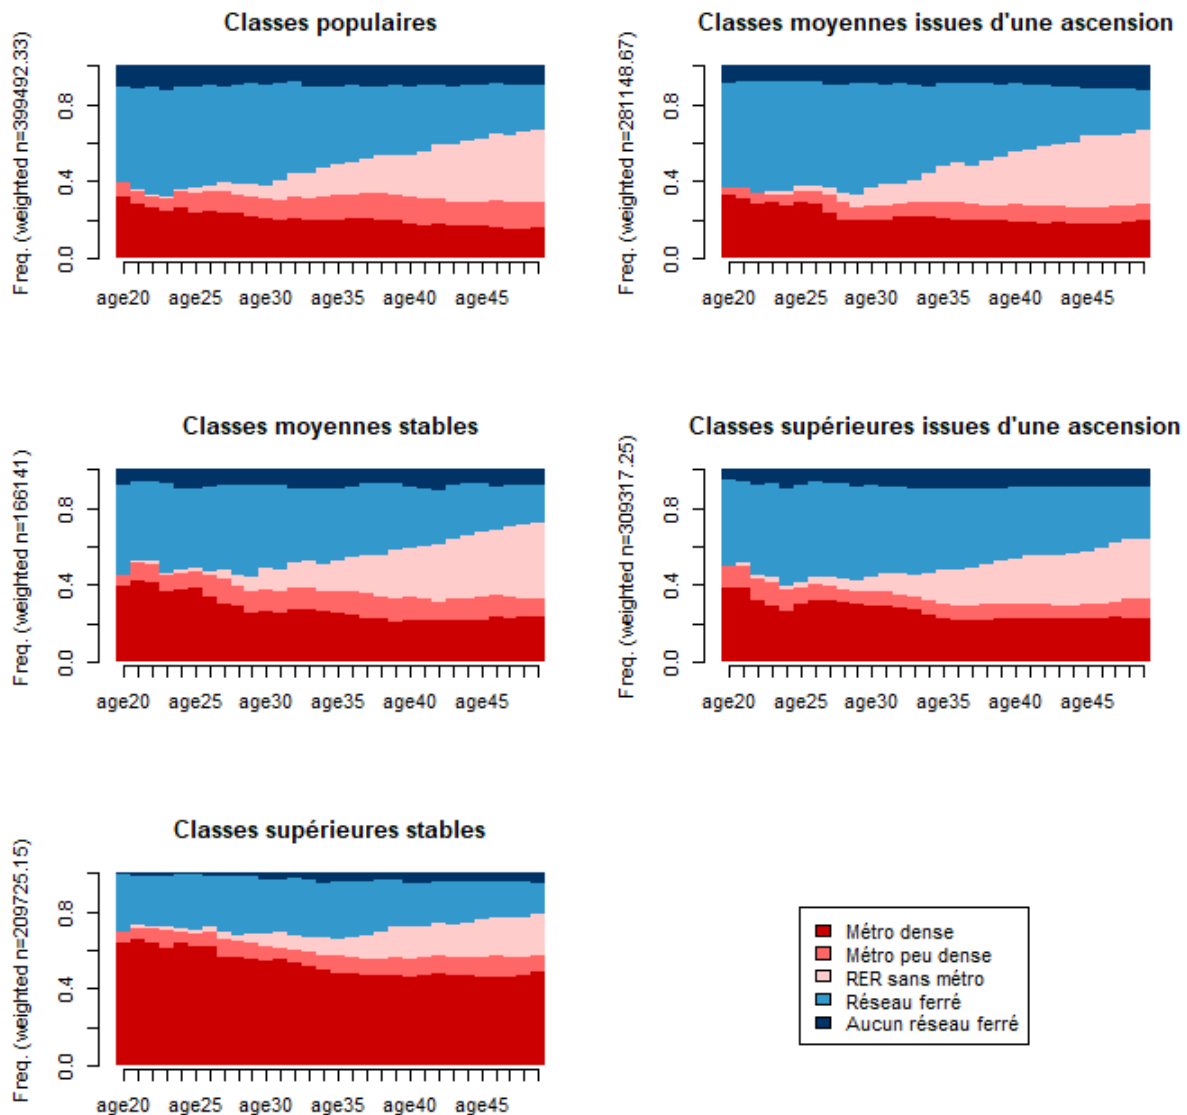 Classes populaires
Freq. (weighted n=399492.33)
0.0 0.4 0.8
age20 age25 age30 age35 age40 age45
Classes moyennes issues d'une ascension
Freq. (weighted n=281148.67)
0.0 0.4 0.8
age20 age25 age30 age35 age40 age45
Classes moyennes stables
Freq. (weighted n=166141)
0.0 0.4 0.8
age20 age25 age30 age35 age40 age45
Classes supérieures issues d'une ascension
Freq. (weighted n=309317.25)
0.0 0.4 0.8
age20 age25 age30 age35 age40 age45
Classes supérieures stables
Freq. (weighted n=209725.15)
0.0 0.4 0.8
age20 age25 age30 age35 age40 age45
Métro dense
Métro peu dense
RER sans métro
Réseau ferré
Aucun réseau ferré